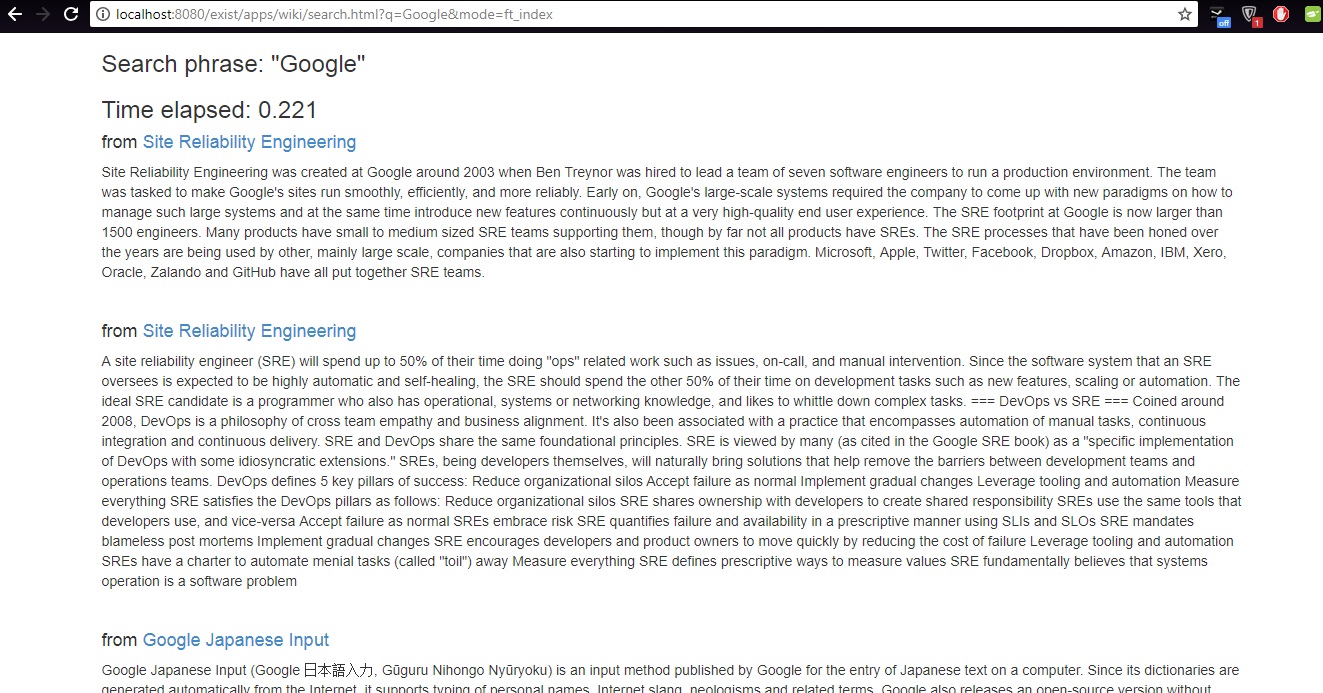 localhost:8080/exist/apps/wiki/search.html?q=Google&mode=ft_index
off
1
Search phrase: "Google"
Time elapsed: 0.221
from Site Reliability Engineering
Site Reliability Engineering was created at Google around 2003 when Ben Treynor was hired to lead a team of seven software engineers to run a production environment. The team
was tasked to make Google's sites run smoothly, efficiently, and more reliably. Early on, Google's large-scale systems required the company to come up with new paradigms on how to
manage such large systems and at the same time introduce new features continuously but at a very high-quality end user experience. The SRE footprint at Google is now larger than
1500 engineers. Many products have small to medium sized SRE teams supporting them, though by far not all products have SREs. The SRE processes that have been honed over
the years are being used by other, mainly large scale, companies that are also starting to implement this paradigm. Microsoft, Apple, Twitter, Facebook, Dropbox, Amazon, IBM, Xero,
Oracle, Zalando and GitHub have all put together SRE teams.
from Site Reliability Engineering
A site reliability engineer (SRE) will spend up to 50% of their time doing "ops" related work such as issues, on-call, and manual intervention. Since the software system that an SRE
oversees is expected to be highly automatic and self-healing, the SRE should spend the other 50% of their time on development tasks such as new features, scaling or automation. The
ideal SRE candidate is a programmer who also has operational, systems or networking knowledge, and likes to whittle down complex tasks. === DevOps vs SRE === Coined around
2008, DevOps is a philosophy of cross team empathy and business alignment. It's also been associated with a practice that encompasses automation of manual tasks, continuous
integration and continuous delivery. SRE and DevOps share the same foundational principles. SRE is viewed by many (as cited in the Google SRE book) as a "specific implementation
of DevOps with some idiosyncratic extensions." SREs, being developers themselves, will naturally bring solutions that help remove the barriers between development teams and
operations teams. DevOps defines 5 key pillars of success: Reduce organizational silos Accept failure as normal Implement gradual changes Leverage tooling and automation Measure
everything SRE satisfies the DevOps pillars as follows: Reduce organizational silos SRE shares ownership with developers to create shared responsibility SREs use the same tools that
developers use, and vice-versa Accept failure as normal SREs embrace risk SRE quantifies failure and availability in a prescriptive manner using SLIs and SLOs SRE mandates
blameless post mortems Implement gradual changes SRE encourages developers and product owners to move quickly by reducing the cost of failure Leverage tooling and automation
SREs have a charter to automate menial tasks (called "toil") away Measure everything SRE defines prescriptive ways to measure values SRE fundamentally believes that systems
operation is a software problem
from Google Japanese Input
Google Japanese Input (Google 日本語入力, Gūguru Nihongo Nyūryoku) is an input method published by Google for the entry of Japanese text on a computer. Since its dictionaries are
generated automatically from the Internet, it supports typing of personal names, Internet slang, neologisms and related terms. Google also releases an open-source version without